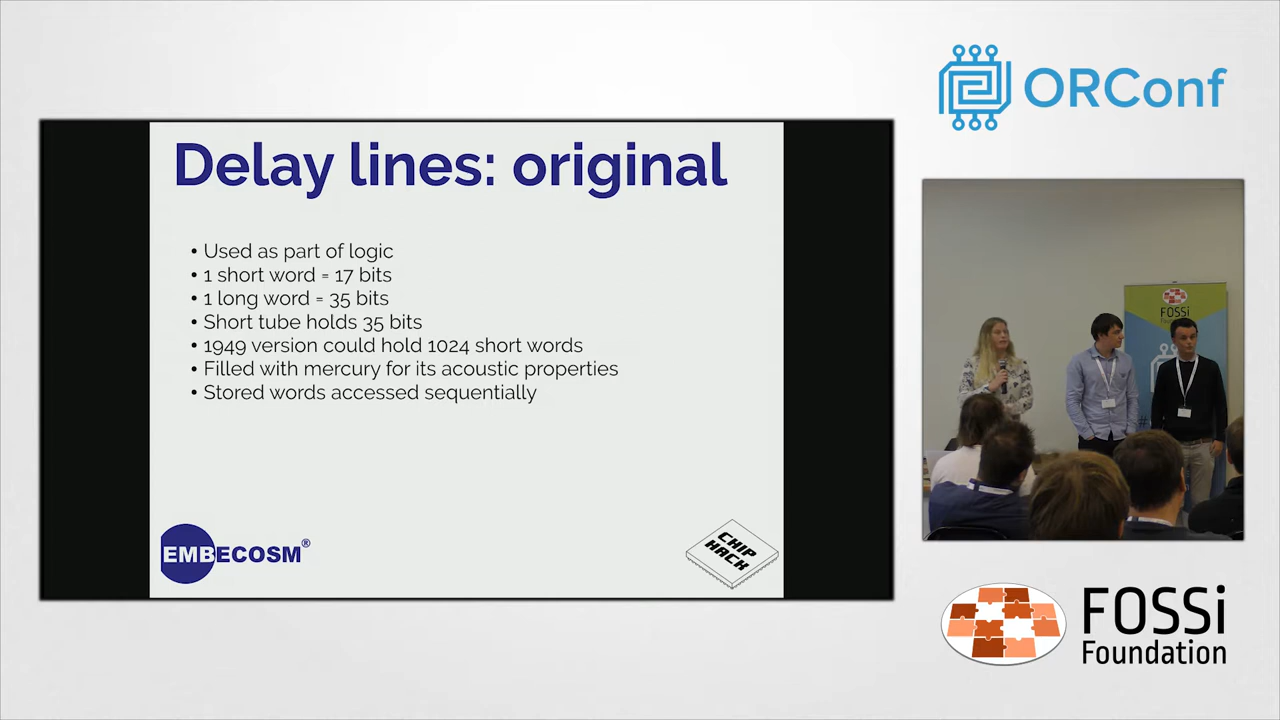 ORConf
Delay lines: original
• Used as part of logic
• 1 short word = 17 bits
• 1 long word = 35 bits
• Short tube holds 35 bits
• 1949 version could hold 1024 short words
• Filled with mercury for its acoustic properties
• Stored words accessed sequentially
EMBECOSM®
CHIP
HACK
FOSSi
FOSSi
Foundation